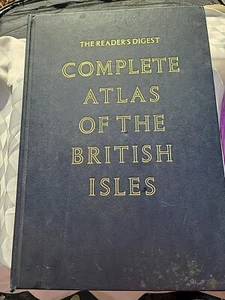 THE READER'S DIGEST
COMPLETE
ATLAS
OF THE
BRITISH
ISLES